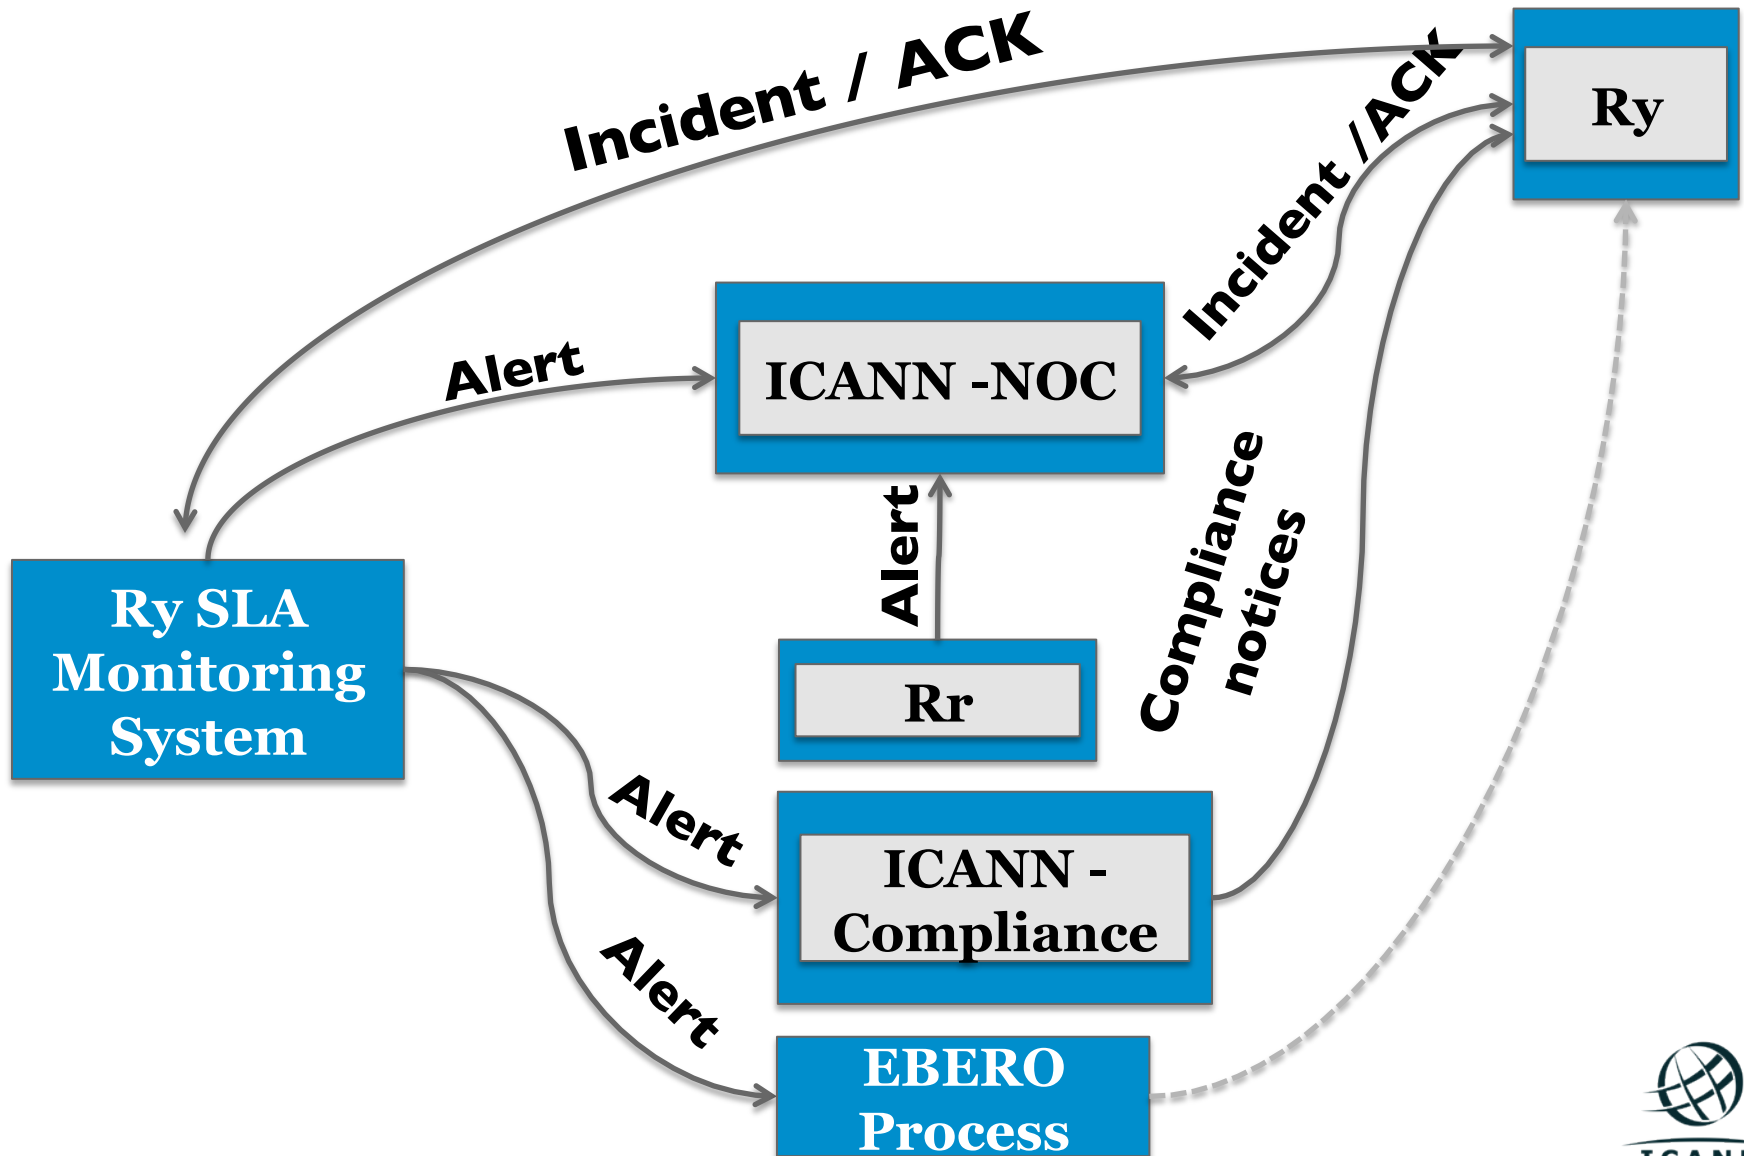 Incident / ACK
Incident /ACK
Ry
Alert
ICANN -NOC
Alert
Compliance
notices
Ry SLA
Monitoring
System
Rr
Alert
ICANN -
Compliance
Alert
EBERO
Process